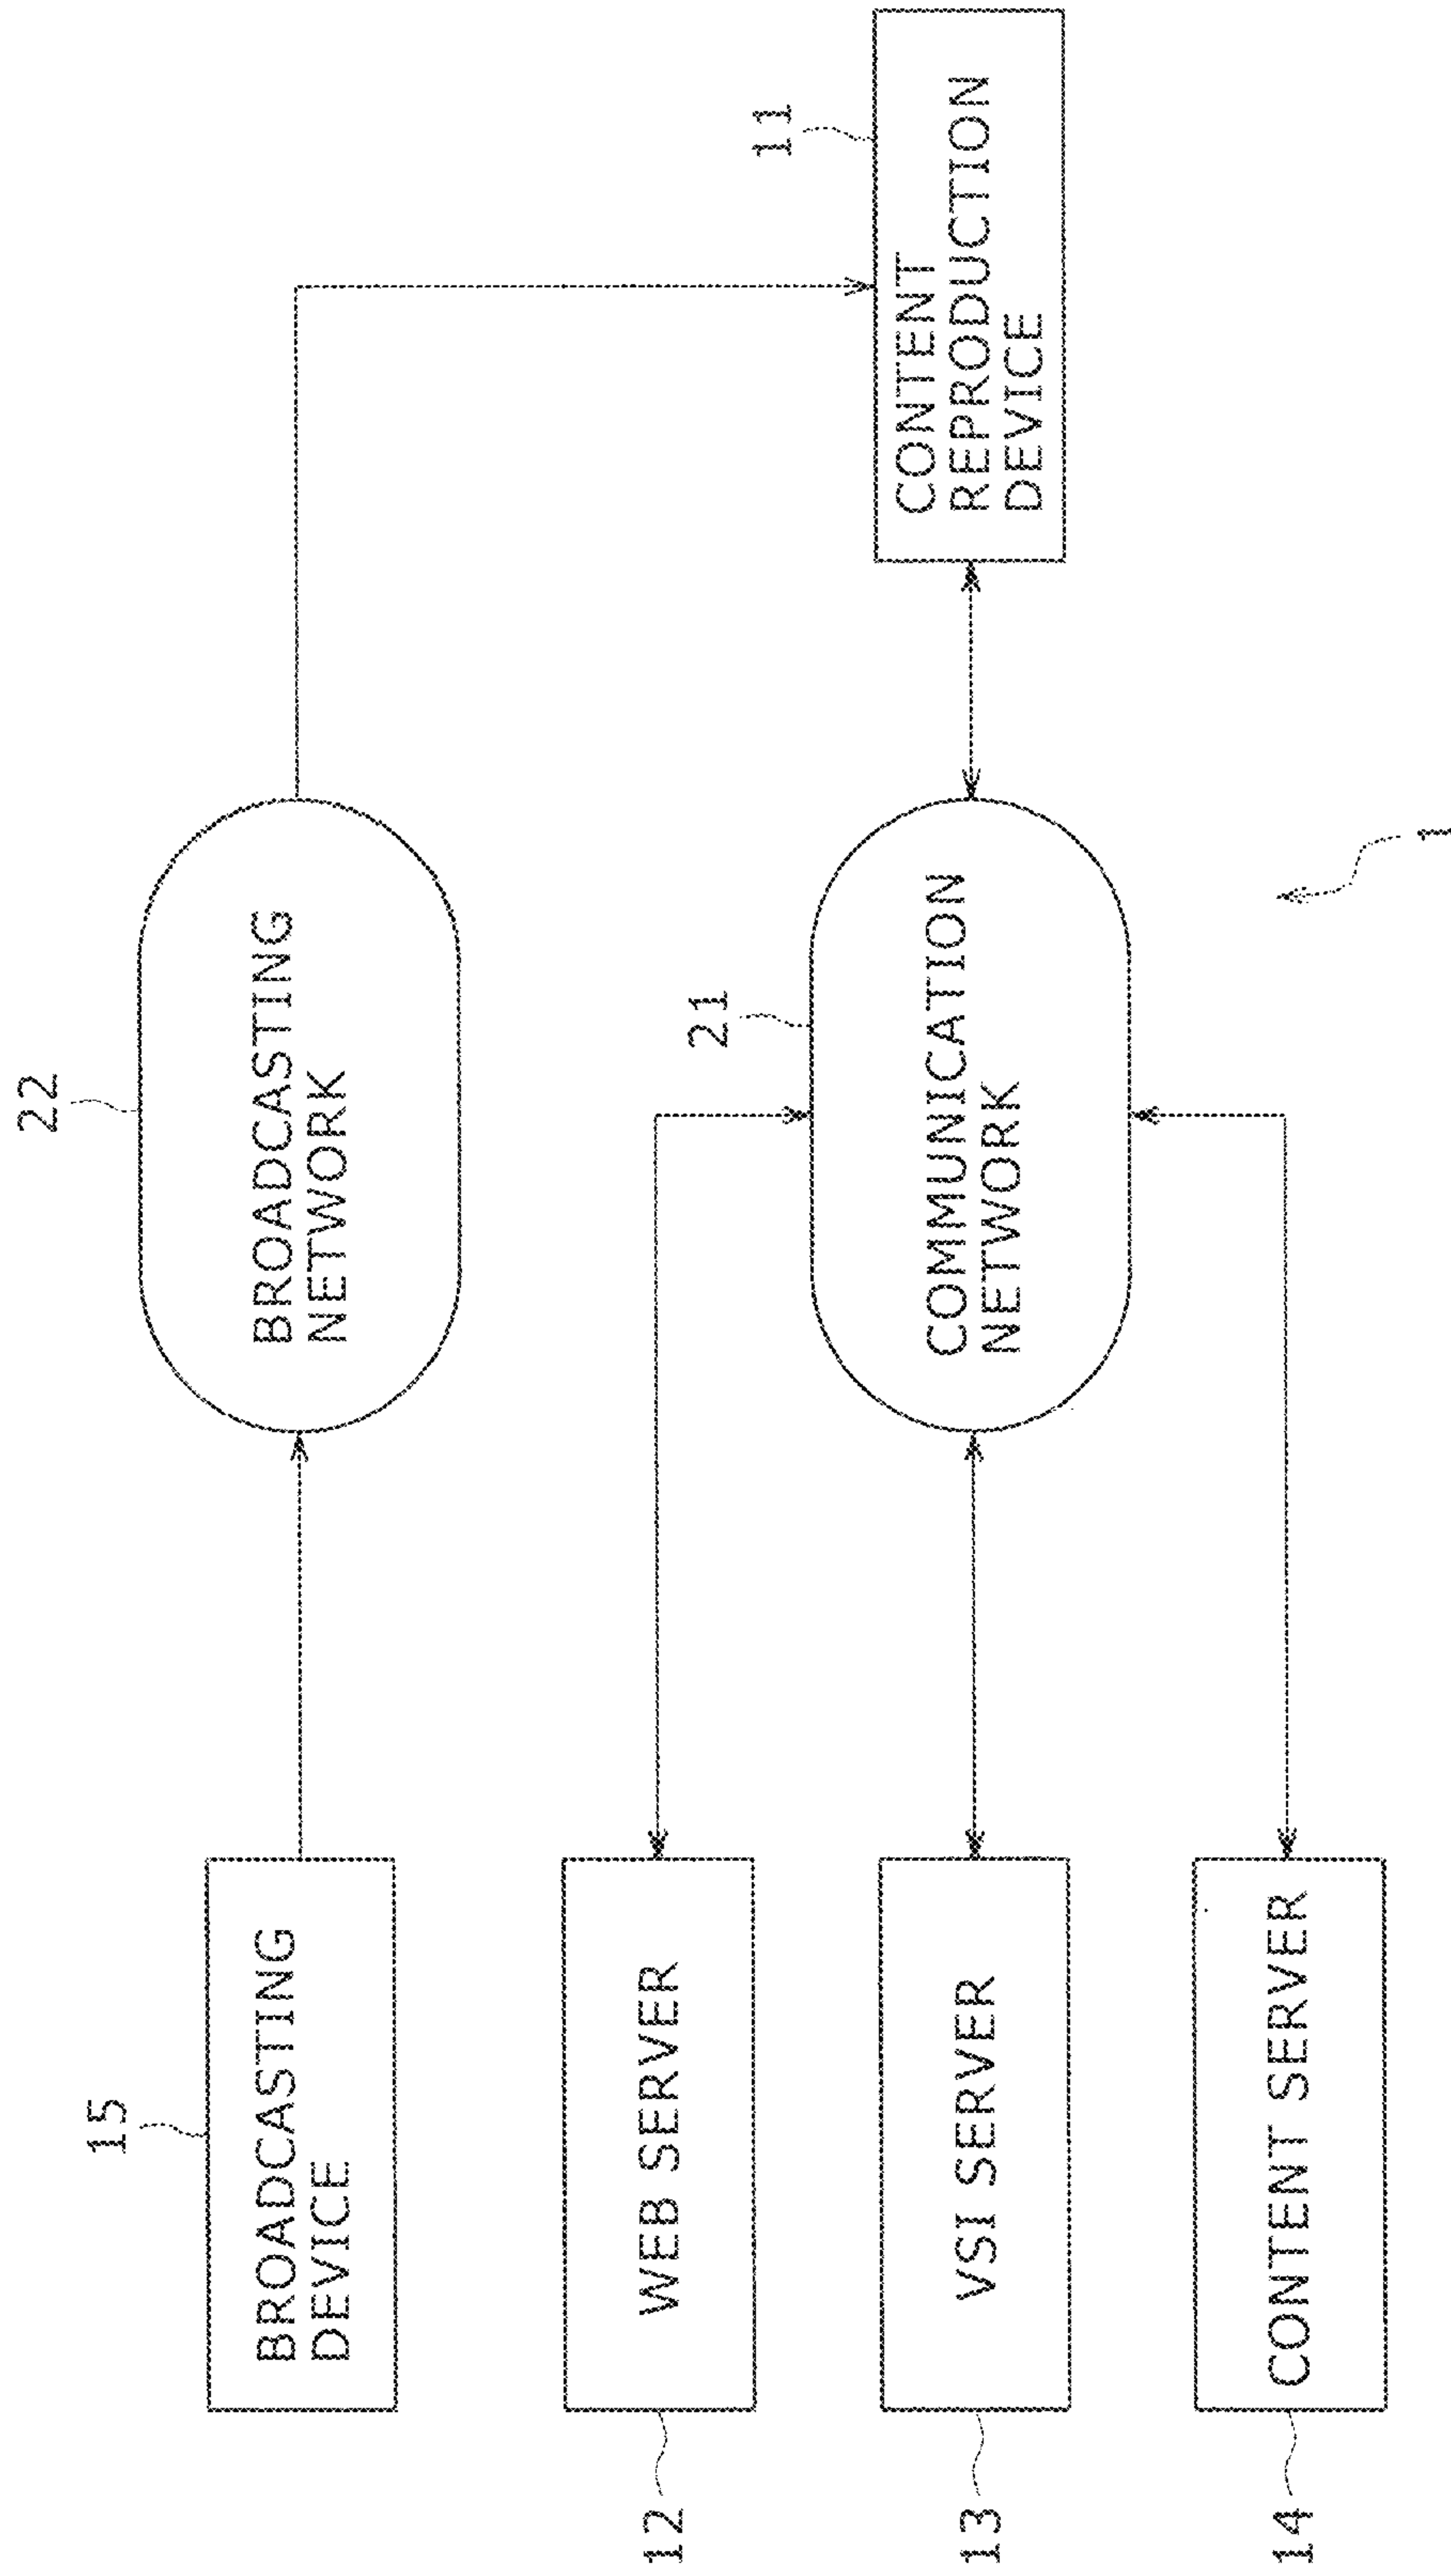 22
15
BROADCASTING
DEVICE
BROADCASTING
NETWORK
12
WEB SERVER
21
11
13
VSI SERVER
COMMUNICATION
NETWORK
CONTENT
REPRODUCTION
DEVICE
14
CONTENT SERVER
1